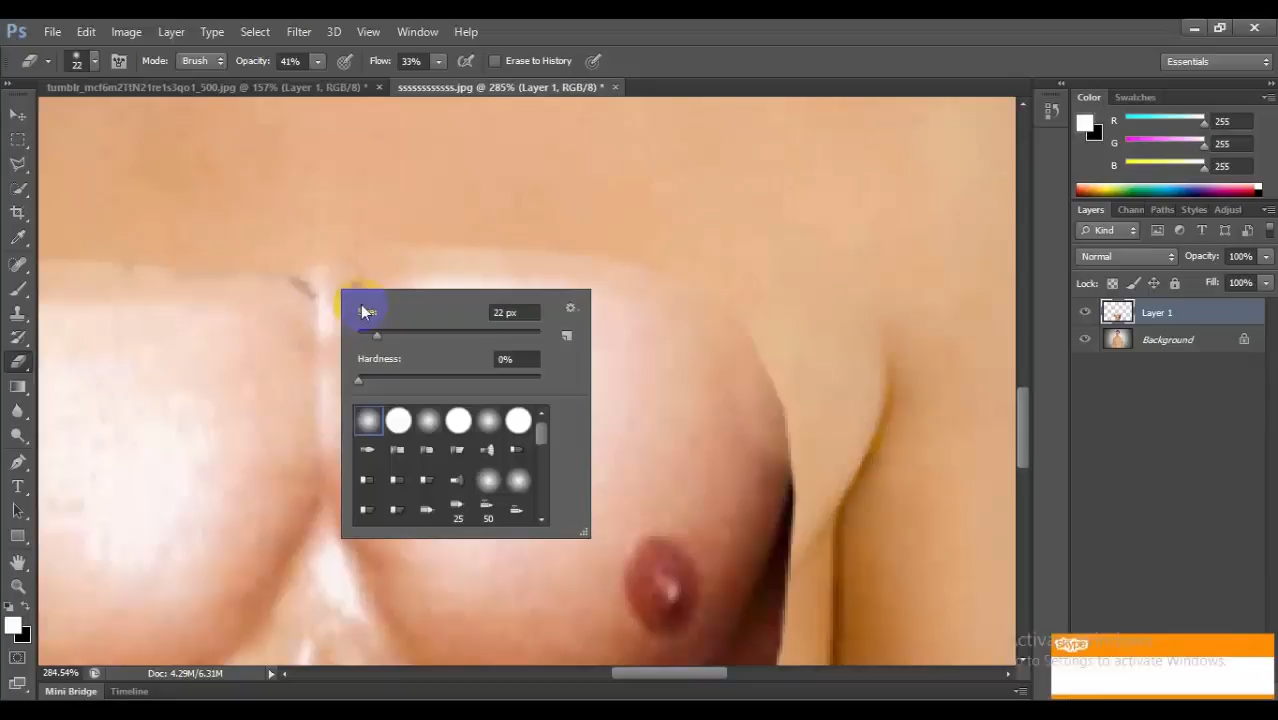 Ps File Edit Image Layer Type Select Filter 3D View Window Help
22 Mode: Brush Opacity: 41% Flow: 33% Erase to History Essentials
tumblr_mcf6m2TtN21re1s3qo1_500.jpg @ 157% (Layer 1, RGB/8) * × ssssssssssss.jpg @ 285% (Layer 1, RGB/8) * ×
Color Swatches
R 255
G 255
B 255
Layers Chann Paths Styles Adjust
Kind
Normal Opacity: 100%
Lock: Fill: 100%
Layer 1
Background
22 px
Hardness: 0%
25 50
skype
to Settings to activate Windows.
284.54% Doc: 4.29M/6.31M
Mini Bridge Timeline